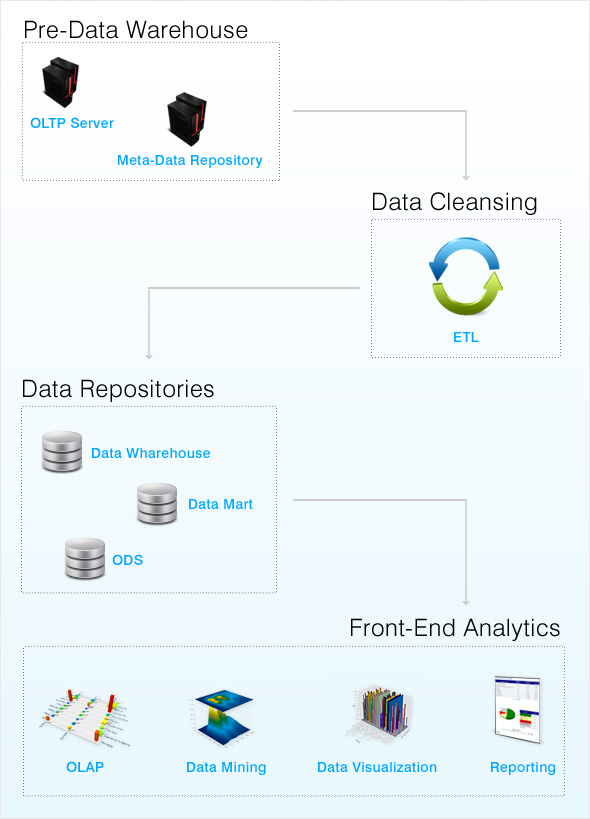 Pre-Data Warehouse
OLTP Server
Meta-Data Repository
Data Cleansing
ETL
Data Repositories
Data Wharehouse
Data Mart
ODS
Front-End Analytics
OLAP
Data Mining
Data Visualization
Reporting